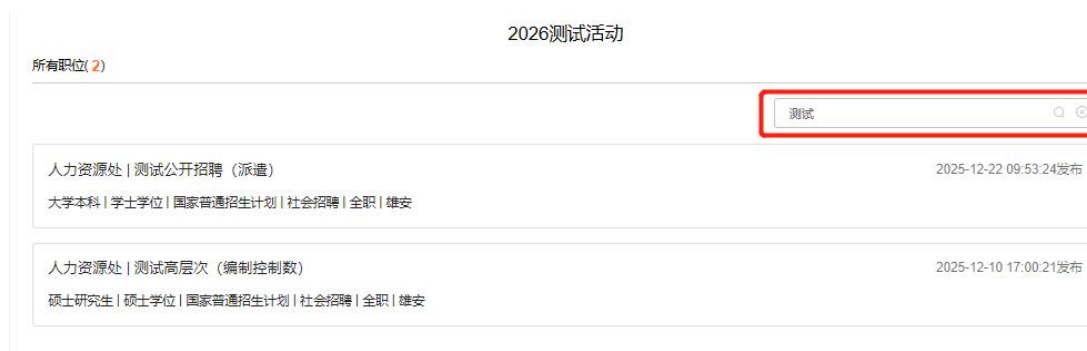 2026测试活动
所有职位( 2)
测试
人力资源处 | 测试公开招聘（派遣）
2025-12-22 09:53:24发布
大学本科 | 学士学位 | 国家普通招生计划 | 社会招聘 | 全职 | 雄安
人力资源处 | 测试高层次（编制控制数）
2025-12-10 17:00:21发布
硕士研究生 | 硕士学位 | 国家普通招生计划 | 社会招聘 | 全职 | 雄安